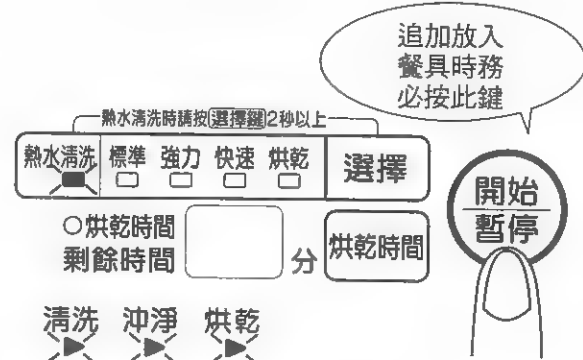 追加放入
餐具時務
必按此鍵
熱水清洗時請按選擇鍵2秒以上
熱水清洗 標準 強力 快速 烘乾 選擇
開始
暫停
烘乾時間
剩餘時間 分 烘乾時間
清洗 沖淨 烘乾